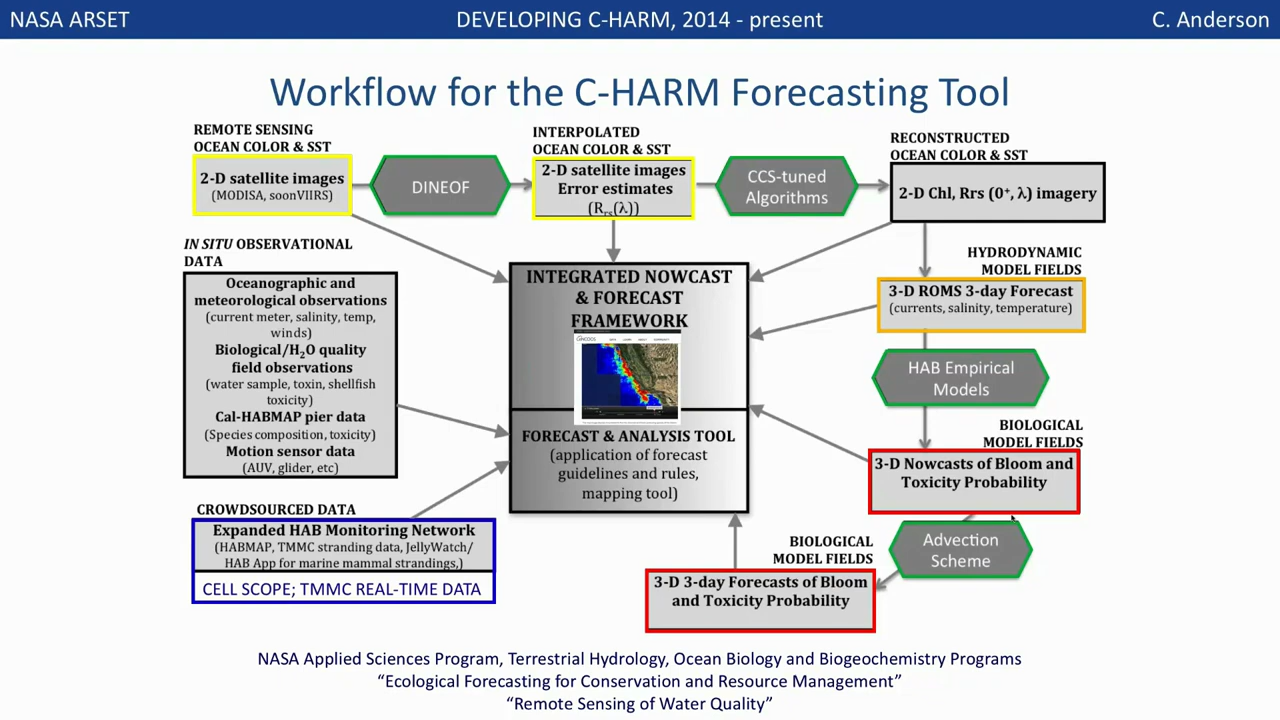 NASA ARSET
DEVELOPING C-HARM, 2014 - present
C. Anderson
Workflow for the C-HARM Forecasting Tool
REMOTE SENSING
OCEAN COLOR & SST
2-D satellite images
(MODISA, soonVIIRS)
DINEOF
INTERPOLATED
OCEAN COLOR & SST
2-D satellite images
Error estimates
(Rrs(λ))
CCS-tuned
Algorithms
RECONSTRUCTED
OCEAN COLOR & SST
2-D Chl, Rrs (0⁺, λ) imagery
IN SITU OBSERVATIONAL
DATA
Oceanographic and
meteorological observations
(current meter, salinity, temp,
winds)
Biological/H₂O quality
field observations
(water sample, toxin, shellfish
toxicity)
Cal-HABMAP pier data
(Species composition, toxicity)
Motion sensor data
(AUV, glider, etc)
INTEGRATED NOWCAST
& FORECAST
FRAMEWORK
FORECAST & ANALYSIS TOOL
(application of forecast
guidelines and rules,
mapping tool)
HYDRODYNAMIC
MODEL FIELDS
3-D ROMS 3-day Forecast
(currents, salinity, temperature)
HAB Empirical
Models
BIOLOGICAL
MODEL FIELDS
3-D Nowcasts of Bloom and
Toxicity Probability
Advection
Scheme
BIOLOGICAL
MODEL FIELDS
3-D 3-day Forecasts of Bloom
and Toxicity Probability
CROWDSOURCED DATA
Expanded HAB Monitoring Network
(HABMAP, TMMC stranding data, JellyWatch/
HAB App for marine mammal strandings,)
CELL SCOPE; TMMC REAL-TIME DATA
NASA Applied Sciences Program, Terrestrial Hydrology, Ocean Biology and Biogeochemistry Programs
“Ecological Forecasting for Conservation and Resource Management”
“Remote Sensing of Water Quality”